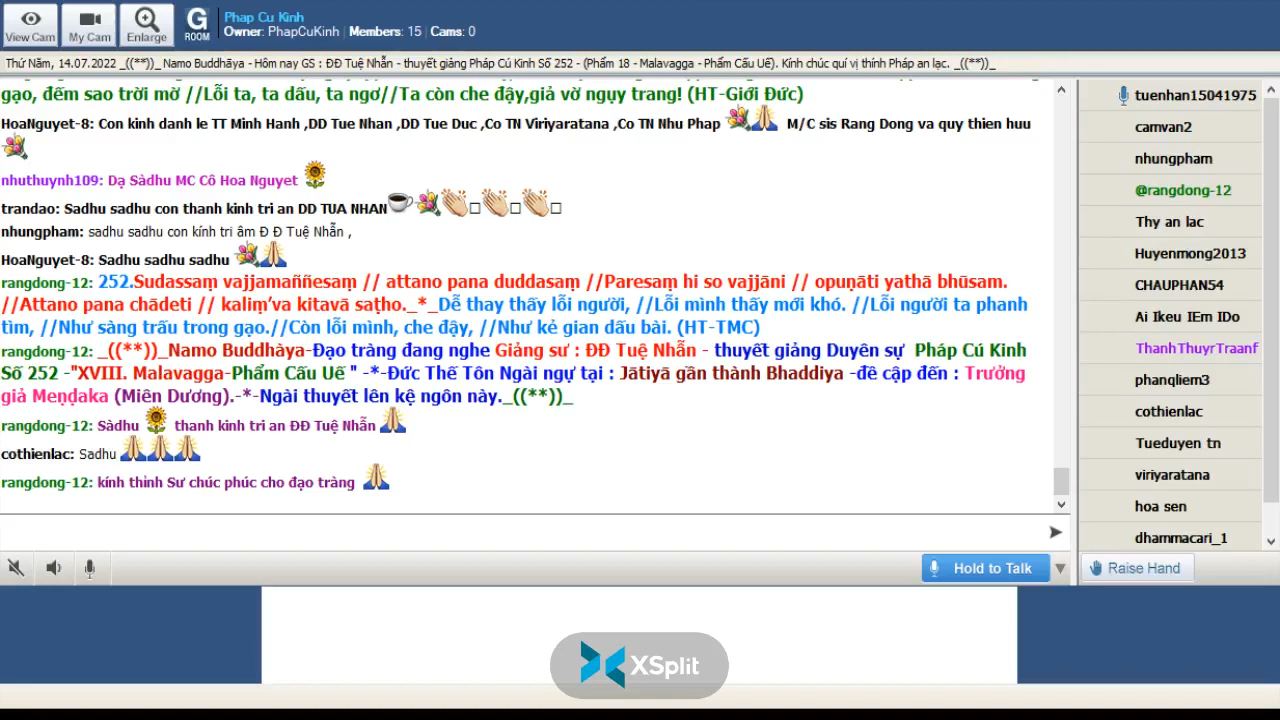 View Cam
My Cam
Enlarge
G
ROOM
Phap Cu Kinh
Owner: PhapCuKinh | Members: 15 | Cams: 0
Thứ Năm, 14.07.2022 _((**))_ Namo Buddhāya - Hôm nay GS : ĐĐ Tuệ Nhẫn - thuyết giảng Pháp Cú Kinh Số 252 - (Phẩm 18 - Malavagga - Phẩm Cấu Uế). Kính chúc quí vị thính Pháp an lạc. _((**))_
gạo, đếm sao trời mờ //Lỗi ta, ta dấu, ta ngơ//Ta còn che đậy,giả vờ ngụy trang! (HT-Giới Đức)
HoaNguyet-8: Con kinh danh le TT Minh Hanh ,DD Tue Nhan ,DD Tue Duc ,Co TN Viriyaratana ,Co TN Nhu Phap M/C sis Rang Dong va quy thien huu
nhuthuynh109: Dạ Sàdhu MC Cô Hoa Nguyet
trandao: Sadhu sadhu con thanh kinh tri an DD TUA NHAN
nhungpham: sadhu sadhu con kính tri âm Đ Đ Tuệ Nhẫn ,
HoaNguyet-8: Sadhu sadhu sadhu
rangdong-12: 252.Sudassaṃ vajjamaññesaṃ // attano pana duddasaṃ //Paresaṃ hi so vajjāni // opuṇāti yathā bhūsam.
//Attano pana chādeti // kaliṃ’va kitavā saṭho._*_Dễ thay thấy lỗi người, //Lỗi mình thấy mới khó. //Lỗi người ta phanh
tìm, //Như sàng trấu trong gạo.//Còn lỗi mình, che đậy, //Như kẻ gian dấu bài. (HT-TMC)
rangdong-12: _((**))_Namo Buddhàya-Đạo tràng đang nghe Giảng sư : ĐĐ Tuệ Nhẫn - thuyết giảng Duyên sự Pháp Cú Kinh
Số 252 -"XVIII. Malavagga-Phẩm Cấu Uế " -*-Đức Thế Tôn Ngài ngự tại : Jātiyā gần thành Bhaddiya -đề cập đến : Trưởng
giả Meṇḍaka (Miên Dương).-*-Ngài thuyết lên kệ ngôn này._((**))_
rangdong-12: Sàdhu thanh kinh tri an ĐĐ Tuệ Nhẫn
cothienlac: Sadhu
rangdong-12: kính thỉnh Sư chúc phúc cho đạo tràng
tuenhan15041975
camvan2
nhungpham
@rangdong-12
Thy an lac
Huyenmong2013
CHAUPHAN54
Ai Ikeu IEm IDo
ThanhThuyrTraanf
phanqliem3
cothienlac
Tueduyen tn
viriyaratana
hoa sen
dhammacari_1
Hold to Talk
Raise Hand
XSplit